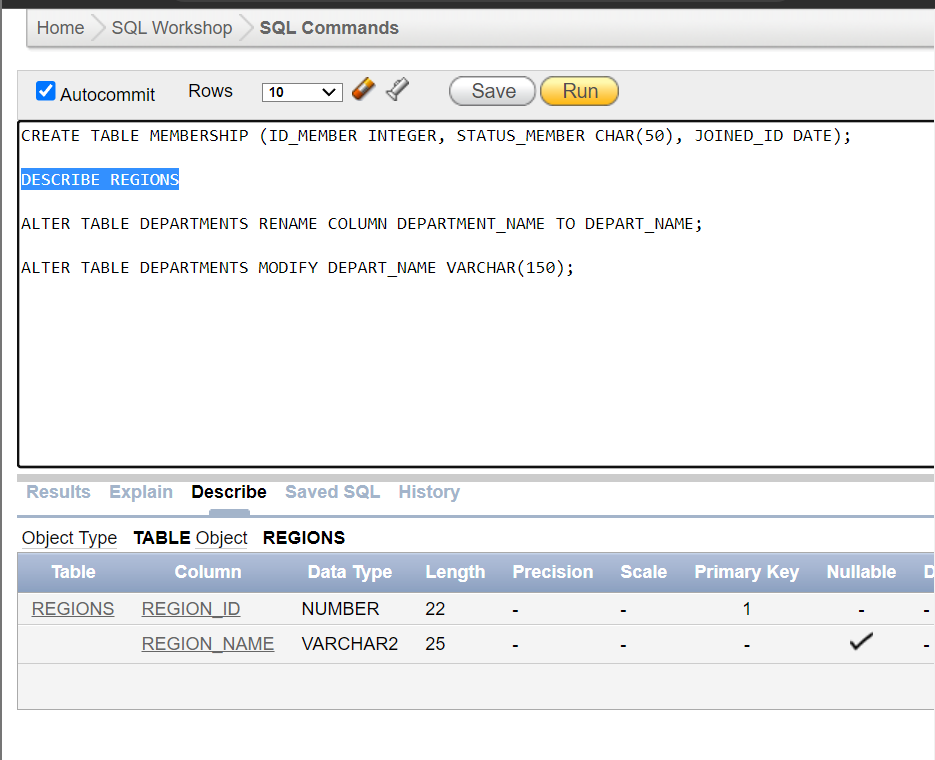 Home SQL Workshop SQL Commands
Autocommit Rows 10 Save Run
CREATE TABLE MEMBERSHIP (ID_MEMBER INTEGER, STATUS_MEMBER CHAR(50), JOINED_ID DATE);
DESCRIBE REGIONS
ALTER TABLE DEPARTMENTS RENAME COLUMN DEPARTMENT_NAME TO DEPART_NAME;
ALTER TABLE DEPARTMENTS MODIFY DEPART_NAME VARCHAR(150);
Results Explain Describe Saved SQL History
Object Type TABLE Object REGIONS
Table Column Data Type Length Precision Scale Primary Key Nullable D
REGIONS REGION_ID NUMBER 22 - - 1 - -
REGION_NAME VARCHAR2 25 - - - ✓ -